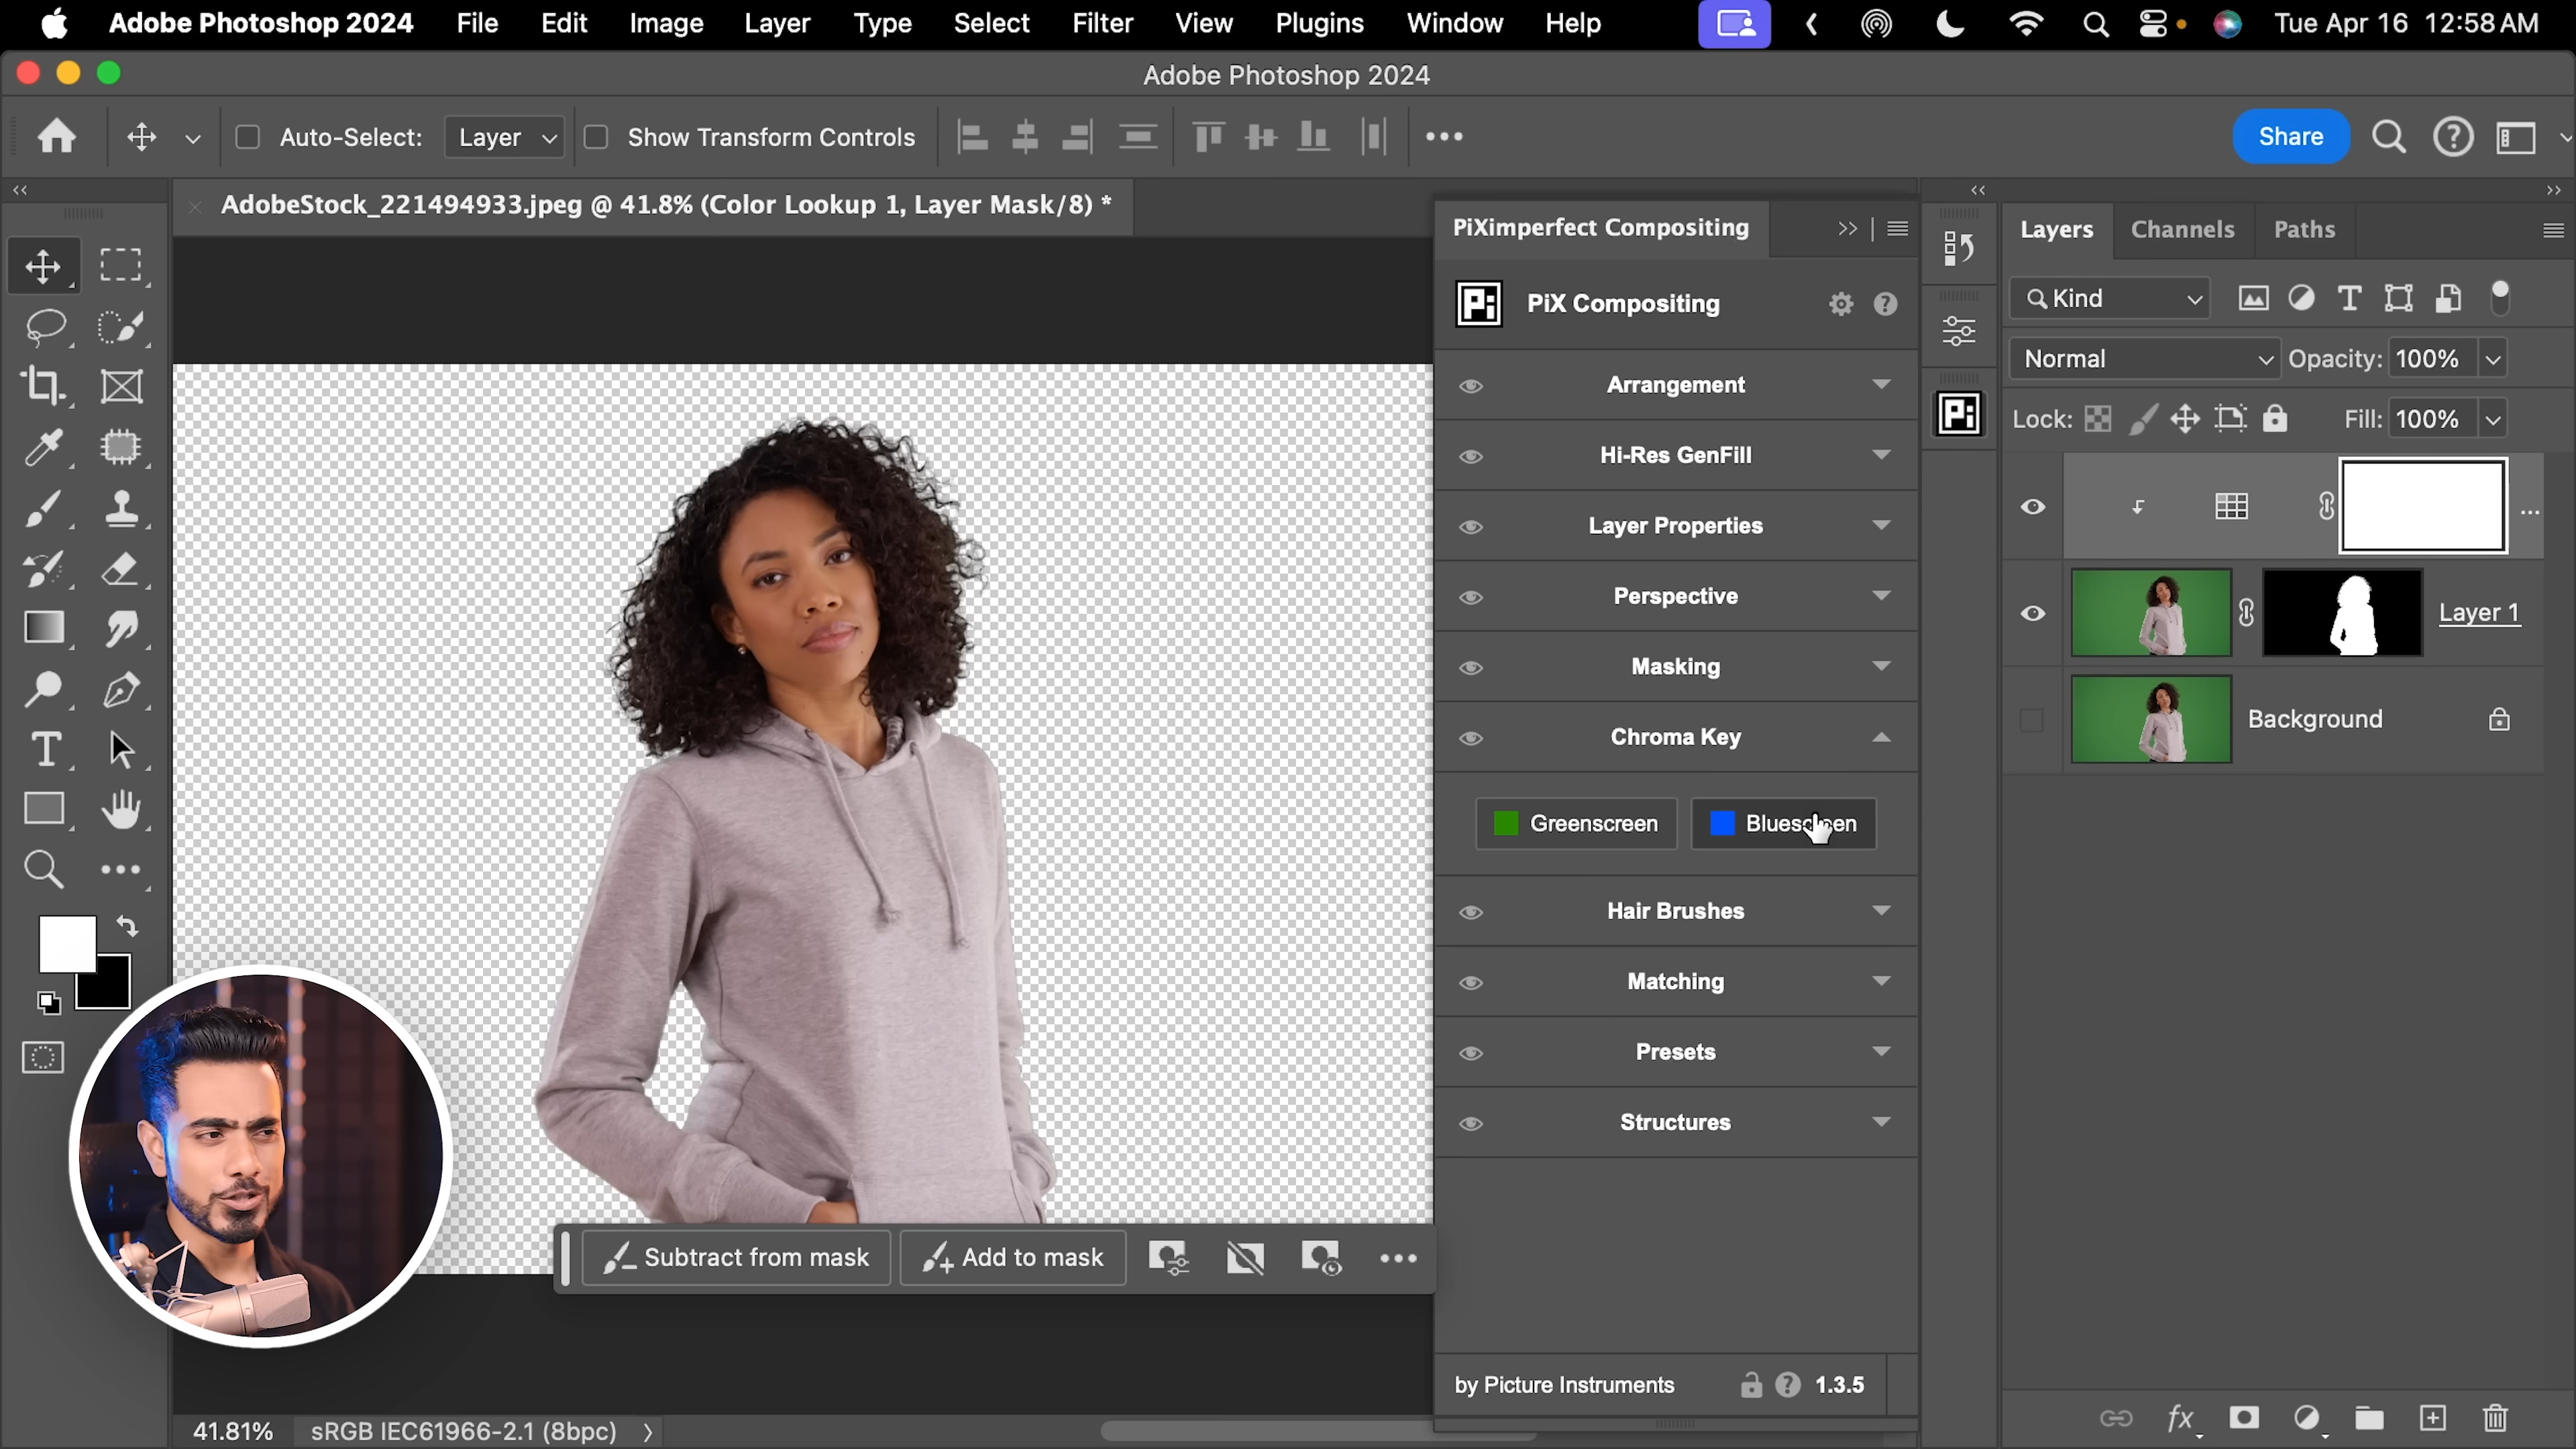 Adobe Photoshop 2024 File Edit Image Layer Type Select Filter View Plugins Window Help Tue Apr 16 12:58 AM
Adobe Photoshop 2024
Auto-Select: Layer Show Transform Controls Share
AdobeStock_221494933.jpeg @ 41.8% (Color Lookup 1, Layer Mask/8) *
PiXimperfect Compositing
Pi PiX Compositing
Arrangement
Hi-Res GenFill
Layer Properties
Perspective
Masking
Chroma Key
Greenscreen Bluescreen
Hair Brushes
Matching
Presets
Structures
by Picture Instruments 1.3.5
Pi
Layers Channels Paths
Kind
Normal Opacity: 100%
Lock: Fill: 100%
Layer 1
Background
fx
Subtract from mask Add to mask
41.81% sRGB IEC61966-2.1 (8bpc)